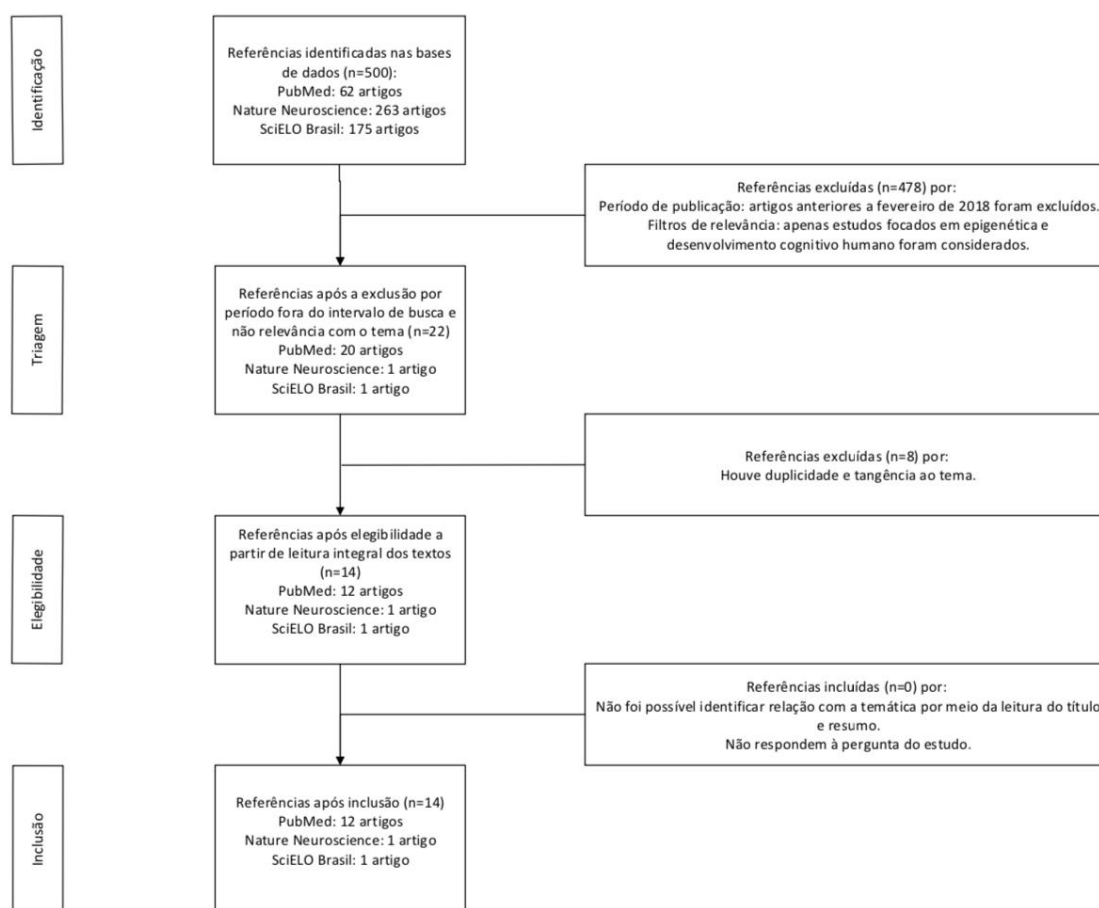 Identificação
Referências identificadas nas bases
de dados (n=500):
PubMed: 62 artigos
Nature Neuroscience: 263 artigos
SciELO Brasil: 175 artigos
Referências excluídas (n=478) por:
Período de publicação: artigos anteriores a fevereiro de 2018 foram excluídos.
Filtros de relevância: apenas estudos focados em epigenética e
desenvolvimento cognitivo humano foram considerados.
Triagem
Referências após a exclusão por
período fora do intervalo de busca e
não relevância com o tema (n=22)
PubMed: 20 artigos
Nature Neuroscience: 1 artigo
SciELO Brasil: 1 artigo
Referências excluídas (n=8) por:
Houve duplicidade e tangência ao tema.
Elegibilidade
Referências após elegibilidade a
partir de leitura integral dos textos
(n=14)
PubMed: 12 artigos
Nature Neuroscience: 1 artigo
SciELO Brasil: 1 artigo
Referências incluídas (n=0) por:
Não foi possível identificar relação com a temática por meio da leitura do título
e resumo.
Não respondem à pergunta do estudo.
Inclusão
Referências após inclusão (n=14)
PubMed: 12 artigos
Nature Neuroscience: 1 artigo
SciELO Brasil: 1 artigo